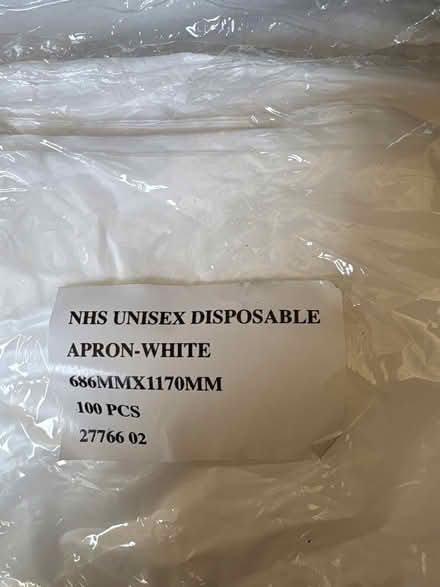 NHS UNISEX DISPOSABLE
APRON-WHITE
686MMX1170MM
100 PCS
27766 02